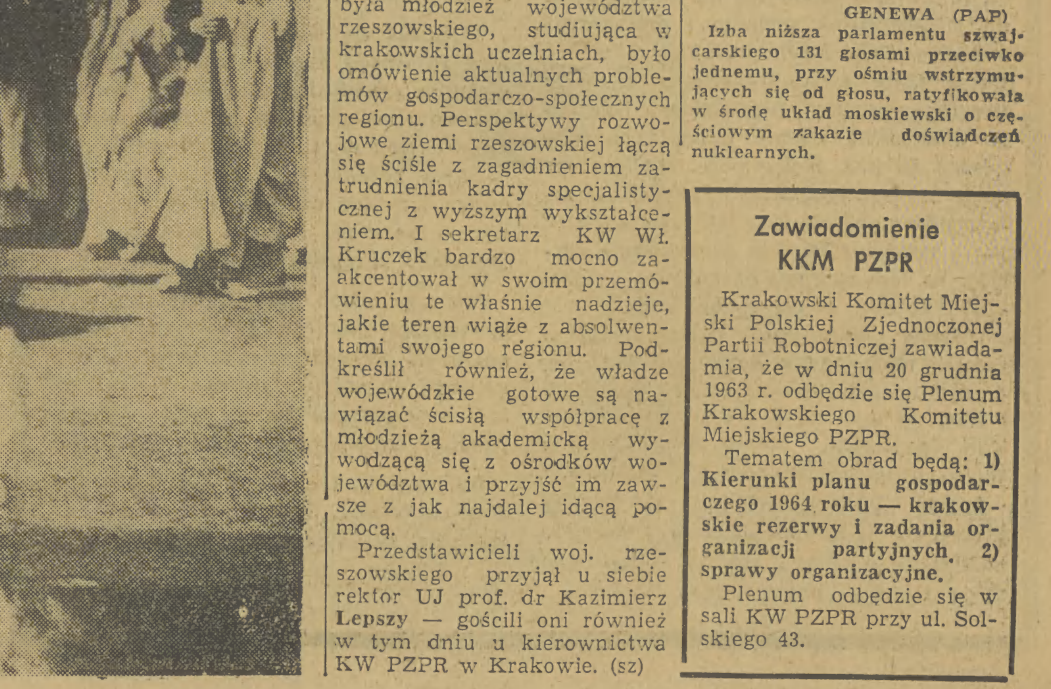 była młodzież województwa
rzeszowskiego, studiująca w
krakowskich uczelniach, było
omówienie aktualnych proble-
mów gospodarczo-społecznych
regionu. Perspektywy rozwo-
jowe ziemi rzeszowskiej łączą
się ściśle z zagadnieniem za-
trudnienia kadry specjalisty-
cznej z wyższym wykształce-
niem. I sekretarz KW Wł.
Kruczek bardzo mocno za-
akcentował w swoim przemó-
wieniu te właśnie nadzieje,
jakie teren wiąże z absolwen-
tami swojego regionu. Pod-
kreślił również, że władze
wojewódzkie gotowe są na-
wiązać ścisłą współpracę z
młodzieżą akademicką wy-
wodzącą się z ośrodków wo-
jewództwa i przyjść im zaw-
sze z jak najdalej idącą po-
mocą.
Przedstawicieli woj. rze-
szowskiego przyjął u siebie
rektor UJ prof. dr Kazimierz
Lepszy — gościli oni również
w tym dniu u kierownictwa
KW PZPR w Krakowie. (sz)
GENEWA (PAP)
Izba niższa parlamentu szwaj-
carskiego 131 głosami przeciwko
jednemu, przy ośmiu wstrzymu-
jących się od głosu, ratyfikowała
w środę układ moskiewski o czę-
ściowym zakazie doświadczeń
nuklearnych.
Zawiadomienie
KKM PZPR
Krakowski Komitet Miej-
ski Polskiej Zjednoczonej
Partii Robotniczej zawiada-
mia, że w dniu 20 grudnia
1963 r. odbędzie się Plenum
Krakowskiego Komitetu
Miejskiego PZPR.
Tematem obrad będą: 1)
Kierunki planu gospodar-
czego 1964 roku — krakow-
skie rezerwy i zadania or-
ganizacji partyjnych, 2)
sprawy organizacyjne.
Plenum odbędzie się w
sali KW PZPR przy ul. Sol-
skiego 43.